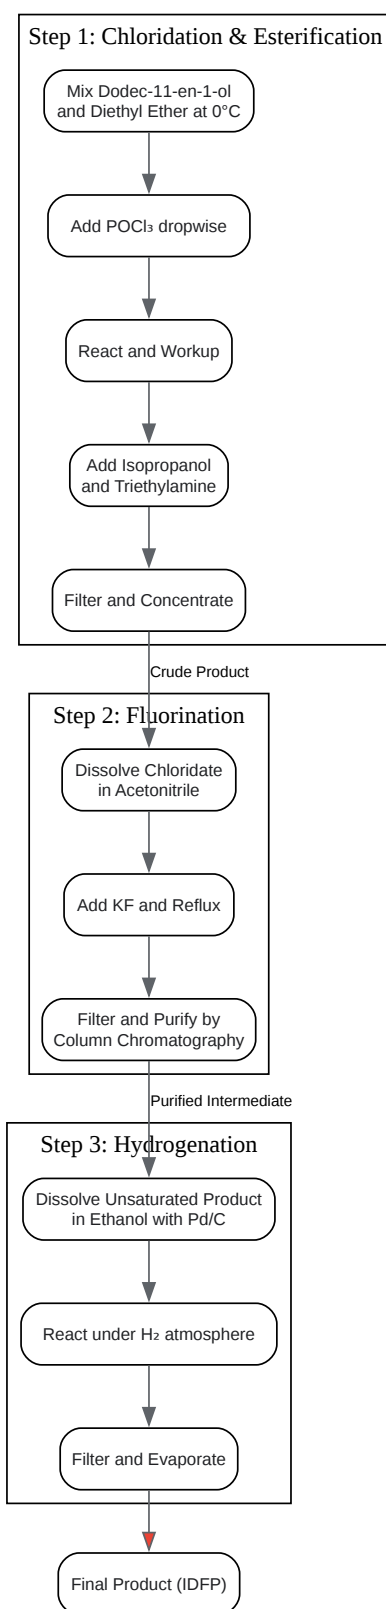 Step 1: Chloridation & Esterification
Mix Dodec-11-en-1-ol
and Diethyl Ether at 0°C
Add POCl₃ dropwise
React and Workup
Add Isopropanol
and Triethylamine
Filter and Concentrate
Crude Product
Step 2: Fluorination
Dissolve Chloridate
in Acetonitrile
Add KF and Reflux
Filter and Purify by
Column Chromatography
Purified Intermediate
Step 3: Hydrogenation
Dissolve Unsaturated Product
in Ethanol with Pd/C
React under H₂ atmosphere
Filter and Evaporate
Final Product (IDFP)